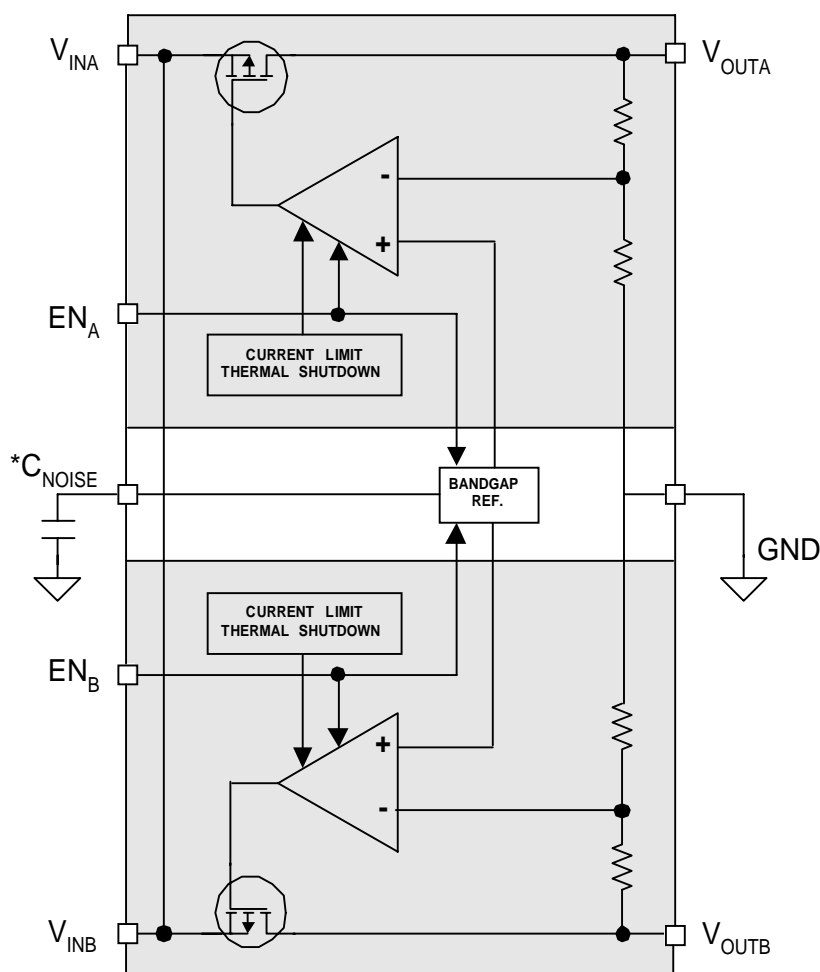 V_INA
V_OUTA
-
+
EN_A
CURRENT LIMIT
THERMAL SHUTDOWN
*C_NOISE
BANDGAP
REF.
GND
CURRENT LIMIT
THERMAL SHUTDOWN
EN_B
+
-
V_INB
V_OUTB